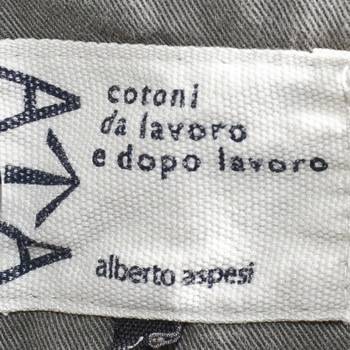 cotoni
da lavoro
e dopo lavoro
alberto aspesi